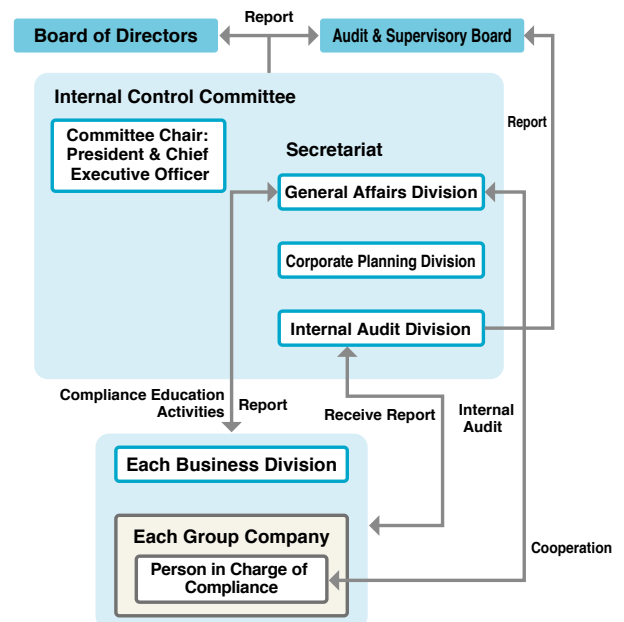 Report
Board of Directors
Audit & Supervisory Board
Internal Control Committee
Committee Chair:
President & Chief
Executive Officer
Report
Secretariat
General Affairs Division
Corporate Planning Division
Internal Audit Division
Compliance Education
Activities
Report
Receive Report
Internal
Audit
Each Business Division
Each Group Company
Person in Charge of
Compliance
Cooperation